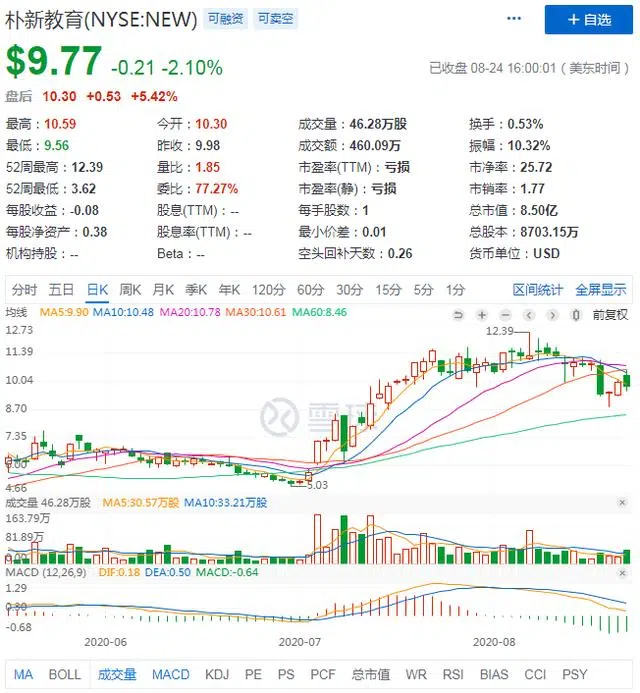 朴新教育(NYSE:NEW) 可融资 可卖空 ··· +自选
$9.77 -0.21 -2.10% 已收盘 08-24 16:00:01（美东时间）
盘后 10.30 +0.53 +5.42%
最高：10.59 今开：10.30 成交量：46.28万股 换手：0.53%
最低：9.56 昨收：9.98 成交额：460.09万 振幅：10.32%
52周最高：12.39 量比：1.85 市盈率(TTM)：亏损 市净率：25.72
52周最低：3.62 委比：77.27% 市盈率(静)：亏损 市销率：1.77
每股收益：-0.08 股息(TTM)：-- 每手股数：1 总市值：8.50亿
每股净资产：0.38 股息率(TTM)：-- 最小价差：0.01 总股本：8703.15万
机构持股：-- Beta：-- 空头回补天数：0.26 货币单位：USD
分时 五日 日K 周K 月K 季K 年K 120分 60分 30分 15分 5分 1分 区间统计 全屏显示
均线 MA5:9.90 MA10:10.48 MA20:10.78 MA30:10.61 MA60:8.46 前复权
12.73
12.39
11.39
10.04
8.70
雪球
7.35
6.00
5.03
4.66
成交量 46.28万股 MA5:30.57万股 MA10:33.21万股
163.79万
81.89万
0.00
MACD (12,26,9) DIF:0.18 DEA:0.50 MACD:-0.64
1.29
0.30
-0.68
2020-06 2020-07 2020-08
MA BOLL 成交量 MACD KDJ PE PS PCF 总市值 WR RSI BIAS CCI PSY